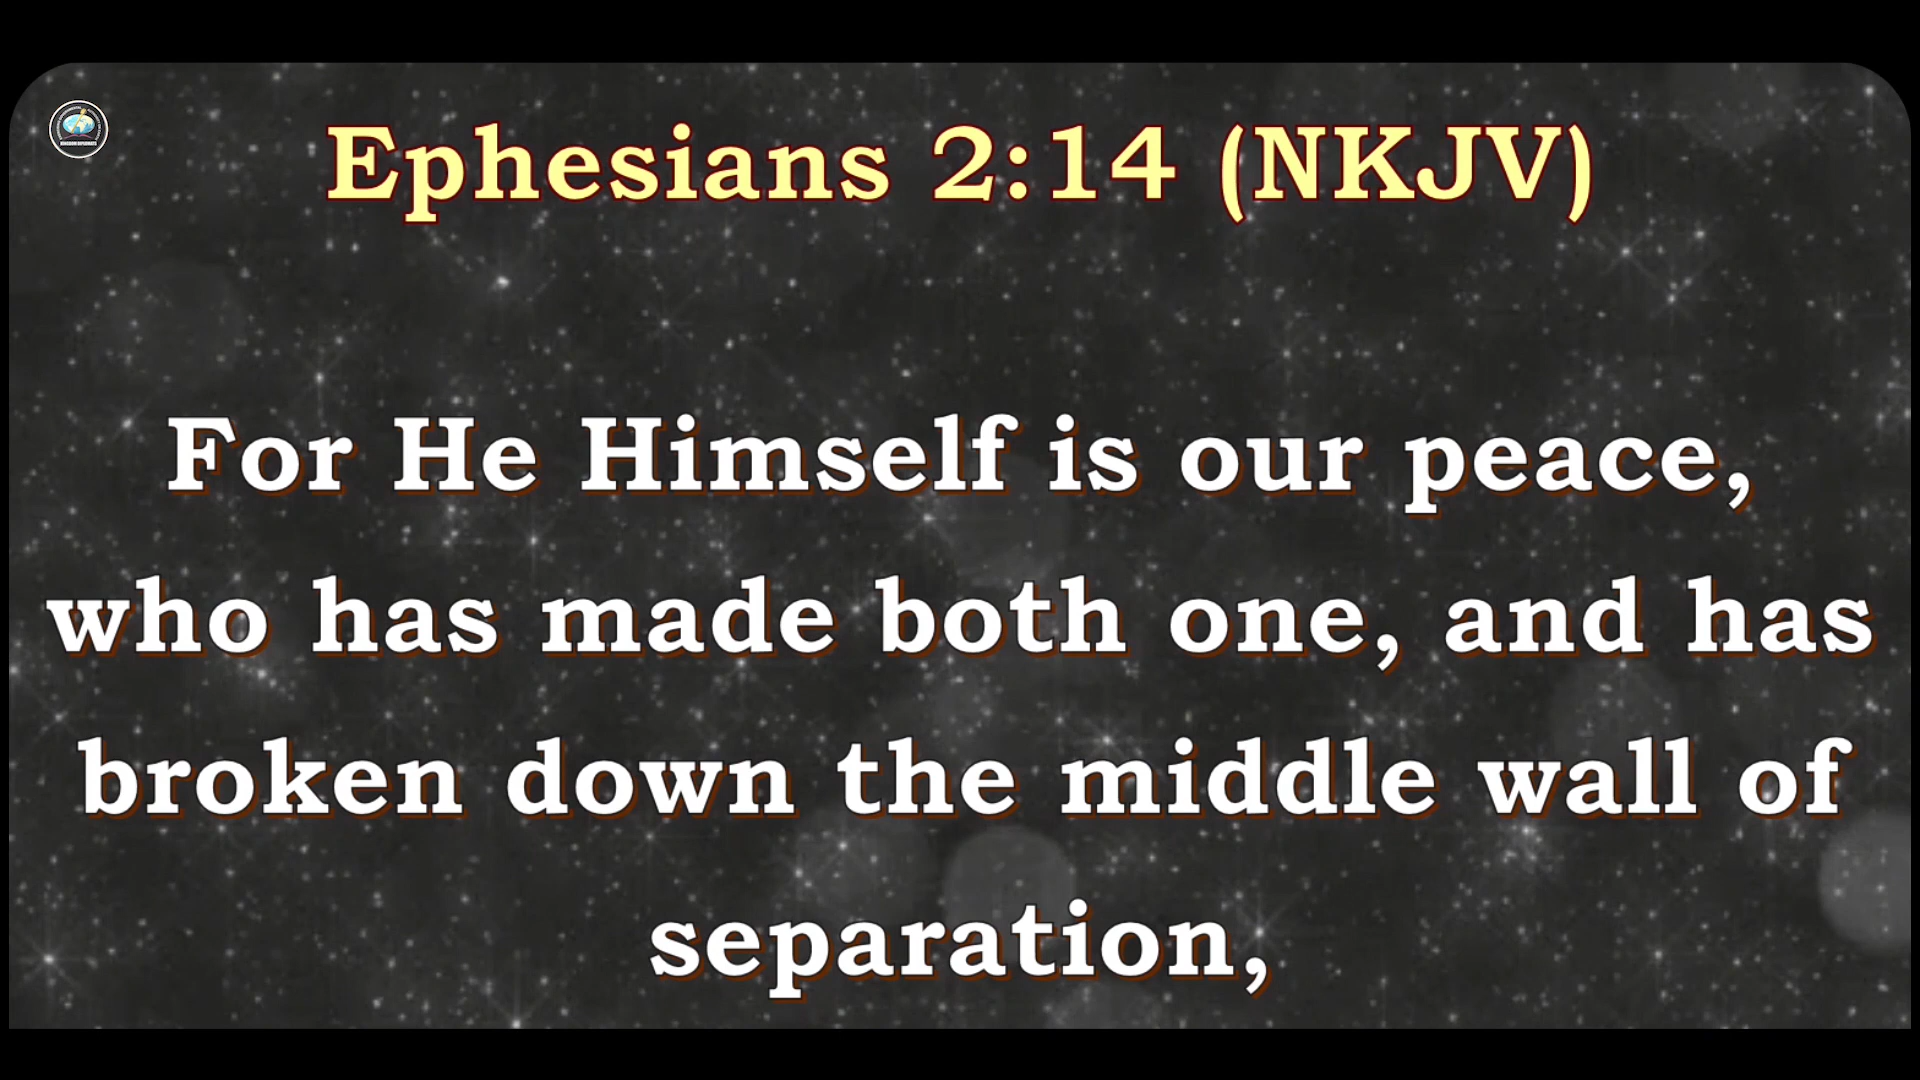 Ephesians 2:14 (NKJV)
For He Himself is our peace,
who has made both one, and has
broken down the middle wall of
separation,